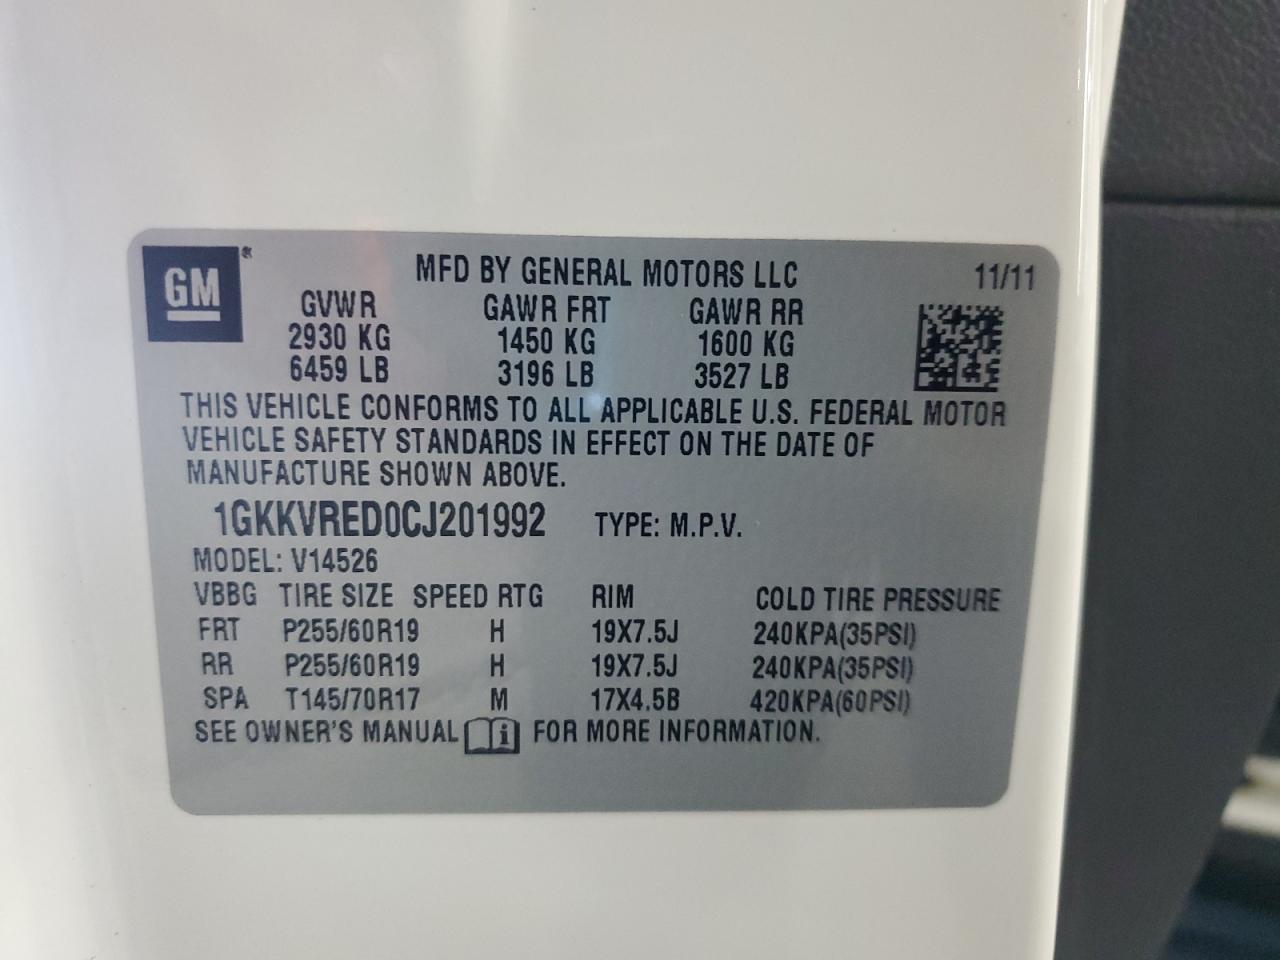 GM®
MFD BY GENERAL MOTORS LLC 11/11
GVWR GAWR FRT GAWR RR
2930 KG 1450 KG 1600 KG
6459 LB 3196 LB 3527 LB
THIS VEHICLE CONFORMS TO ALL APPLICABLE U.S. FEDERAL MOTOR
VEHICLE SAFETY STANDARDS IN EFFECT ON THE DATE OF
MANUFACTURE SHOWN ABOVE.
1GKKVRED0CJ201992 TYPE: M.P.V.
MODEL: V14526
VBBG TIRE SIZE SPEED RTG RIM COLD TIRE PRESSURE
FRT P255/60R19 H 19X7.5J 240KPA(35PSI)
RR P255/60R19 H 19X7.5J 240KPA(35PSI)
SPA T145/70R17 M 17X4.5B 420KPA(60PSI)
SEE OWNER'S MANUAL i FOR MORE INFORMATION.